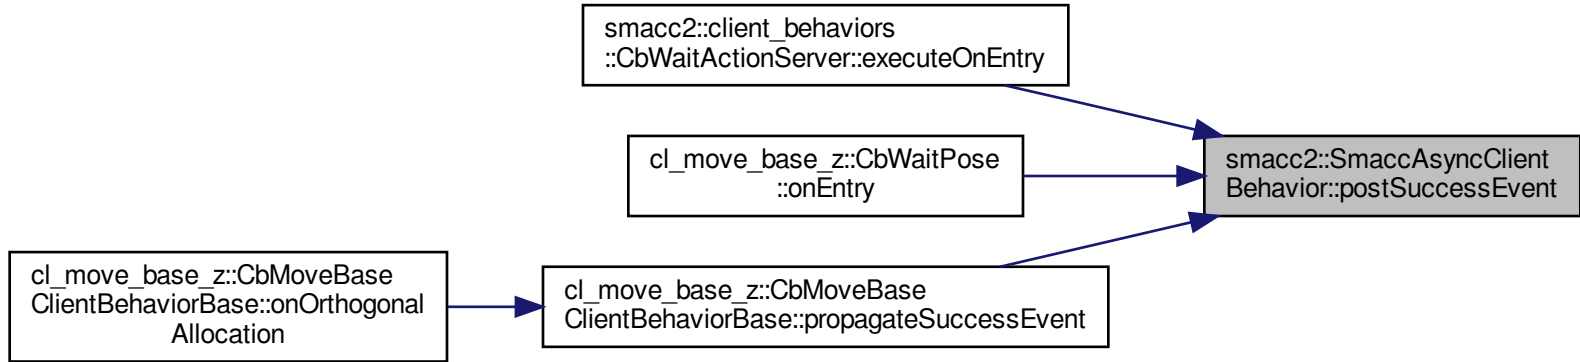 smacc2::client_behaviors
::CbWaitActionServer::executeOnEntry
cl_move_base_z::CbWaitPose
::onEntry
smacc2::SmaccAsyncClient
Behavior::postSuccessEvent
cl_move_base_z::CbMoveBase
ClientBehaviorBase::onOrthogonal
Allocation
cl_move_base_z::CbMoveBase
ClientBehaviorBase::propagateSuccessEvent